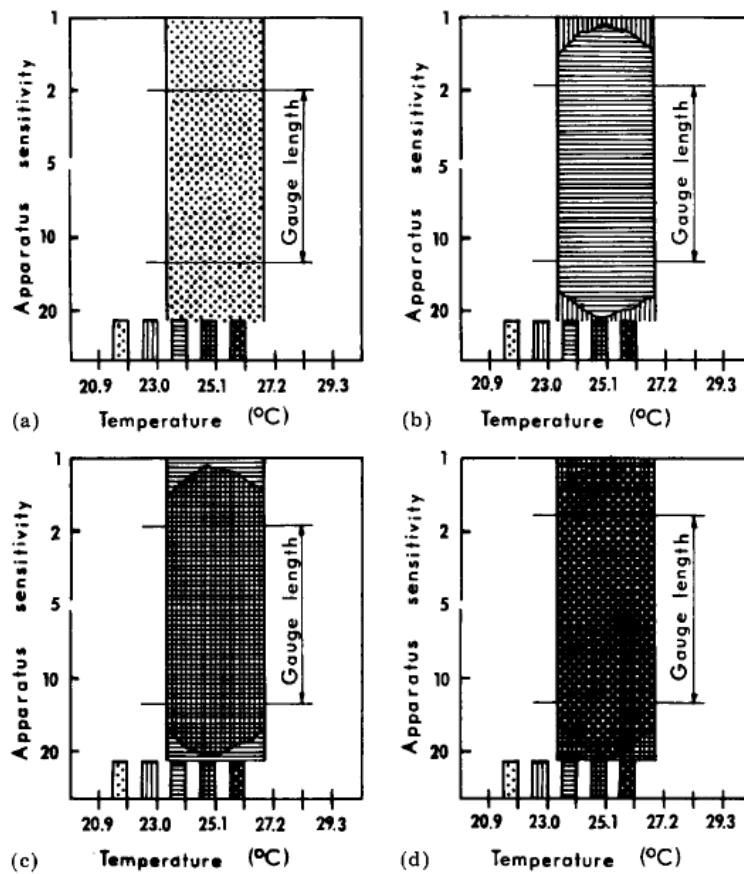 1
2
5
10
20
Apparatus sensitivity
Gauge length
20.9 23.0 25.1 27.2 29.3
(a) Temperature (ºC)
1
2
5
10
20
Apparatus sensitivity
Gauge length
20.9 23.0 25.1 27.2 29.3
(b) Temperature (ºC)
1
2
5
10
20
Apparatus sensitivity
Gauge length
20.9 23.0 25.1 27.2 29.3
(c) Temperature (ºC)
1
2
5
10
20
Apparatus sensitivity
Gauge length
20.9 23.0 25.1 27.2 29.3
(d) Temperature (ºC)